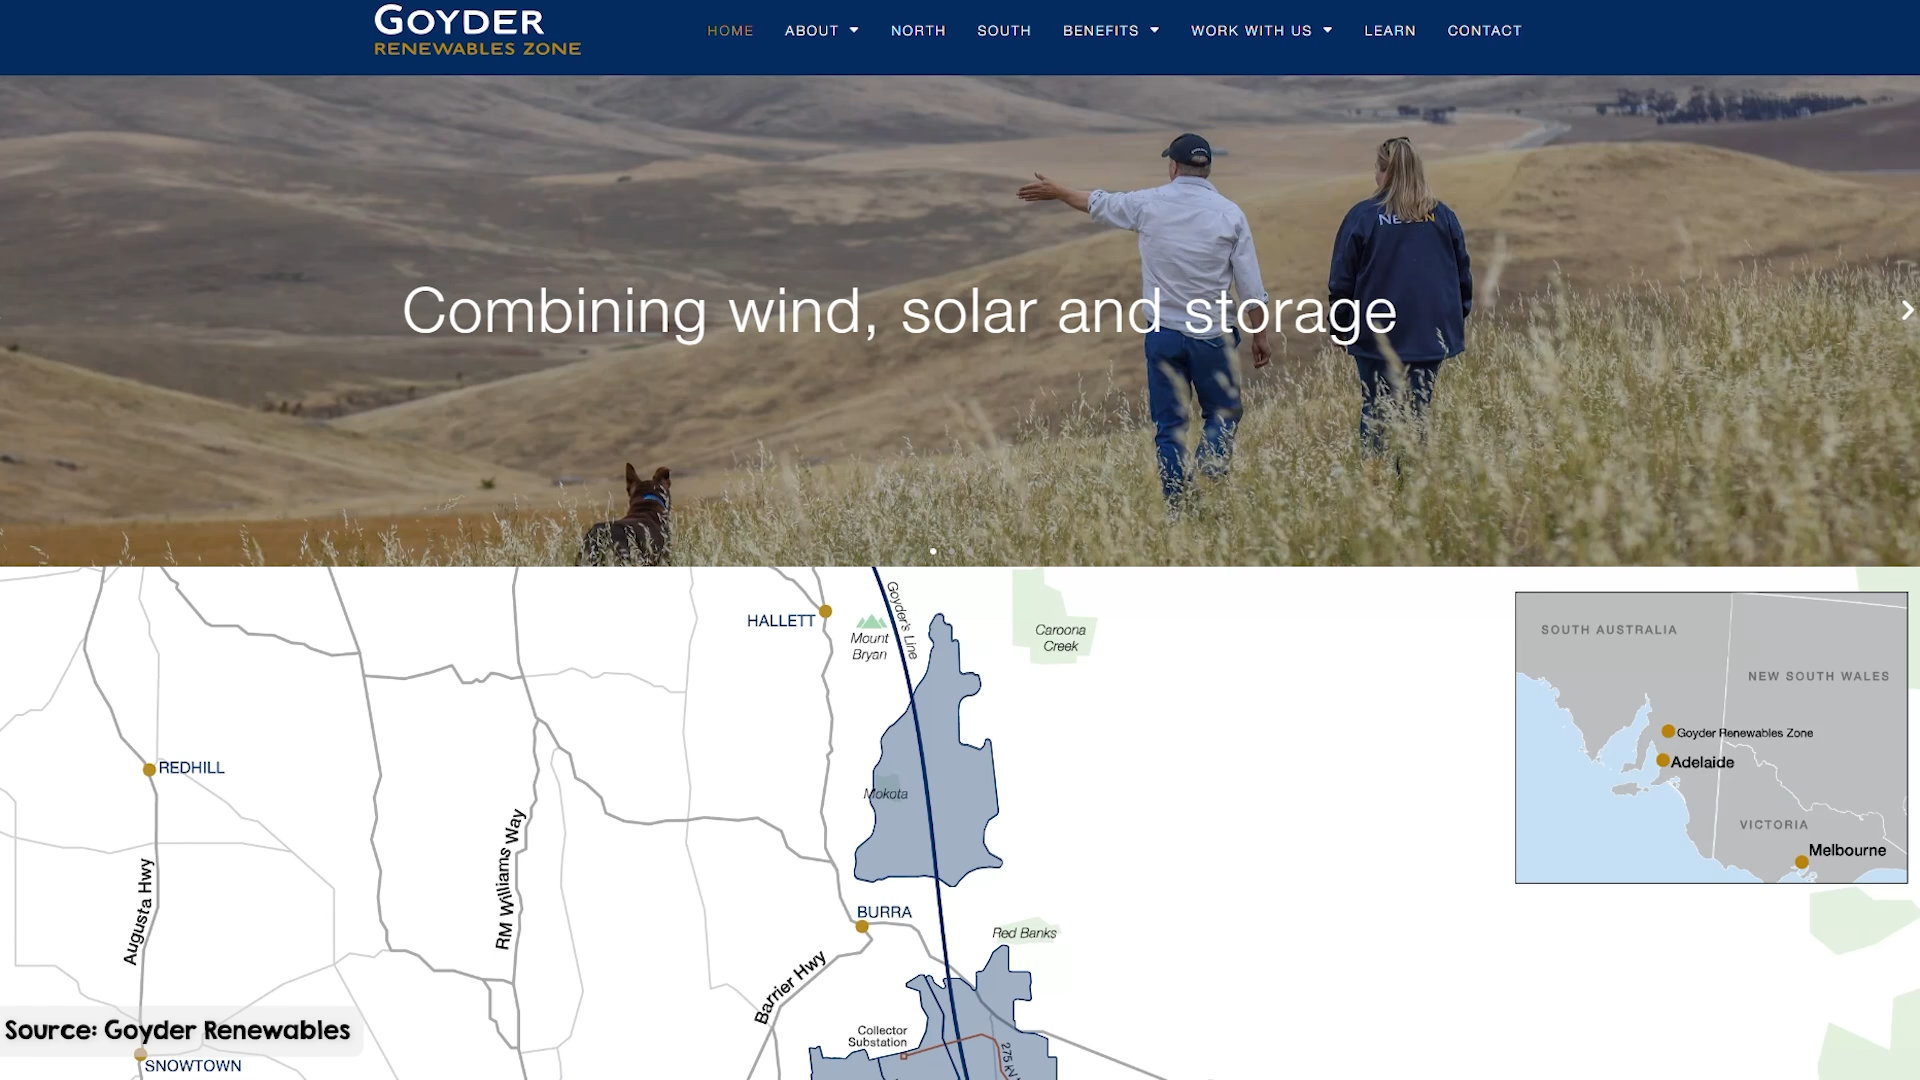 GOYDER
RENEWABLES ZONE
HOME
ABOUT
NORTH
SOUTH
BENEFITS
WORK WITH US
LEARN
CONTACT
Combining wind, solar and storage
HALLETT
Mount
Bryan
Goyder's Line
Caroona
Creek
REDHILL
Mokota
RM Williams Way
Augusta Hwy
BURRA
Red Banks
Barrier Hwy
Collector
Substation
275 kV
SNOWTOWN
SOUTH AUSTRALIA
NEW SOUTH WALES
Goyder Renewables Zone
Adelaide
VICTORIA
Melbourne
Source: Goyder Renewables